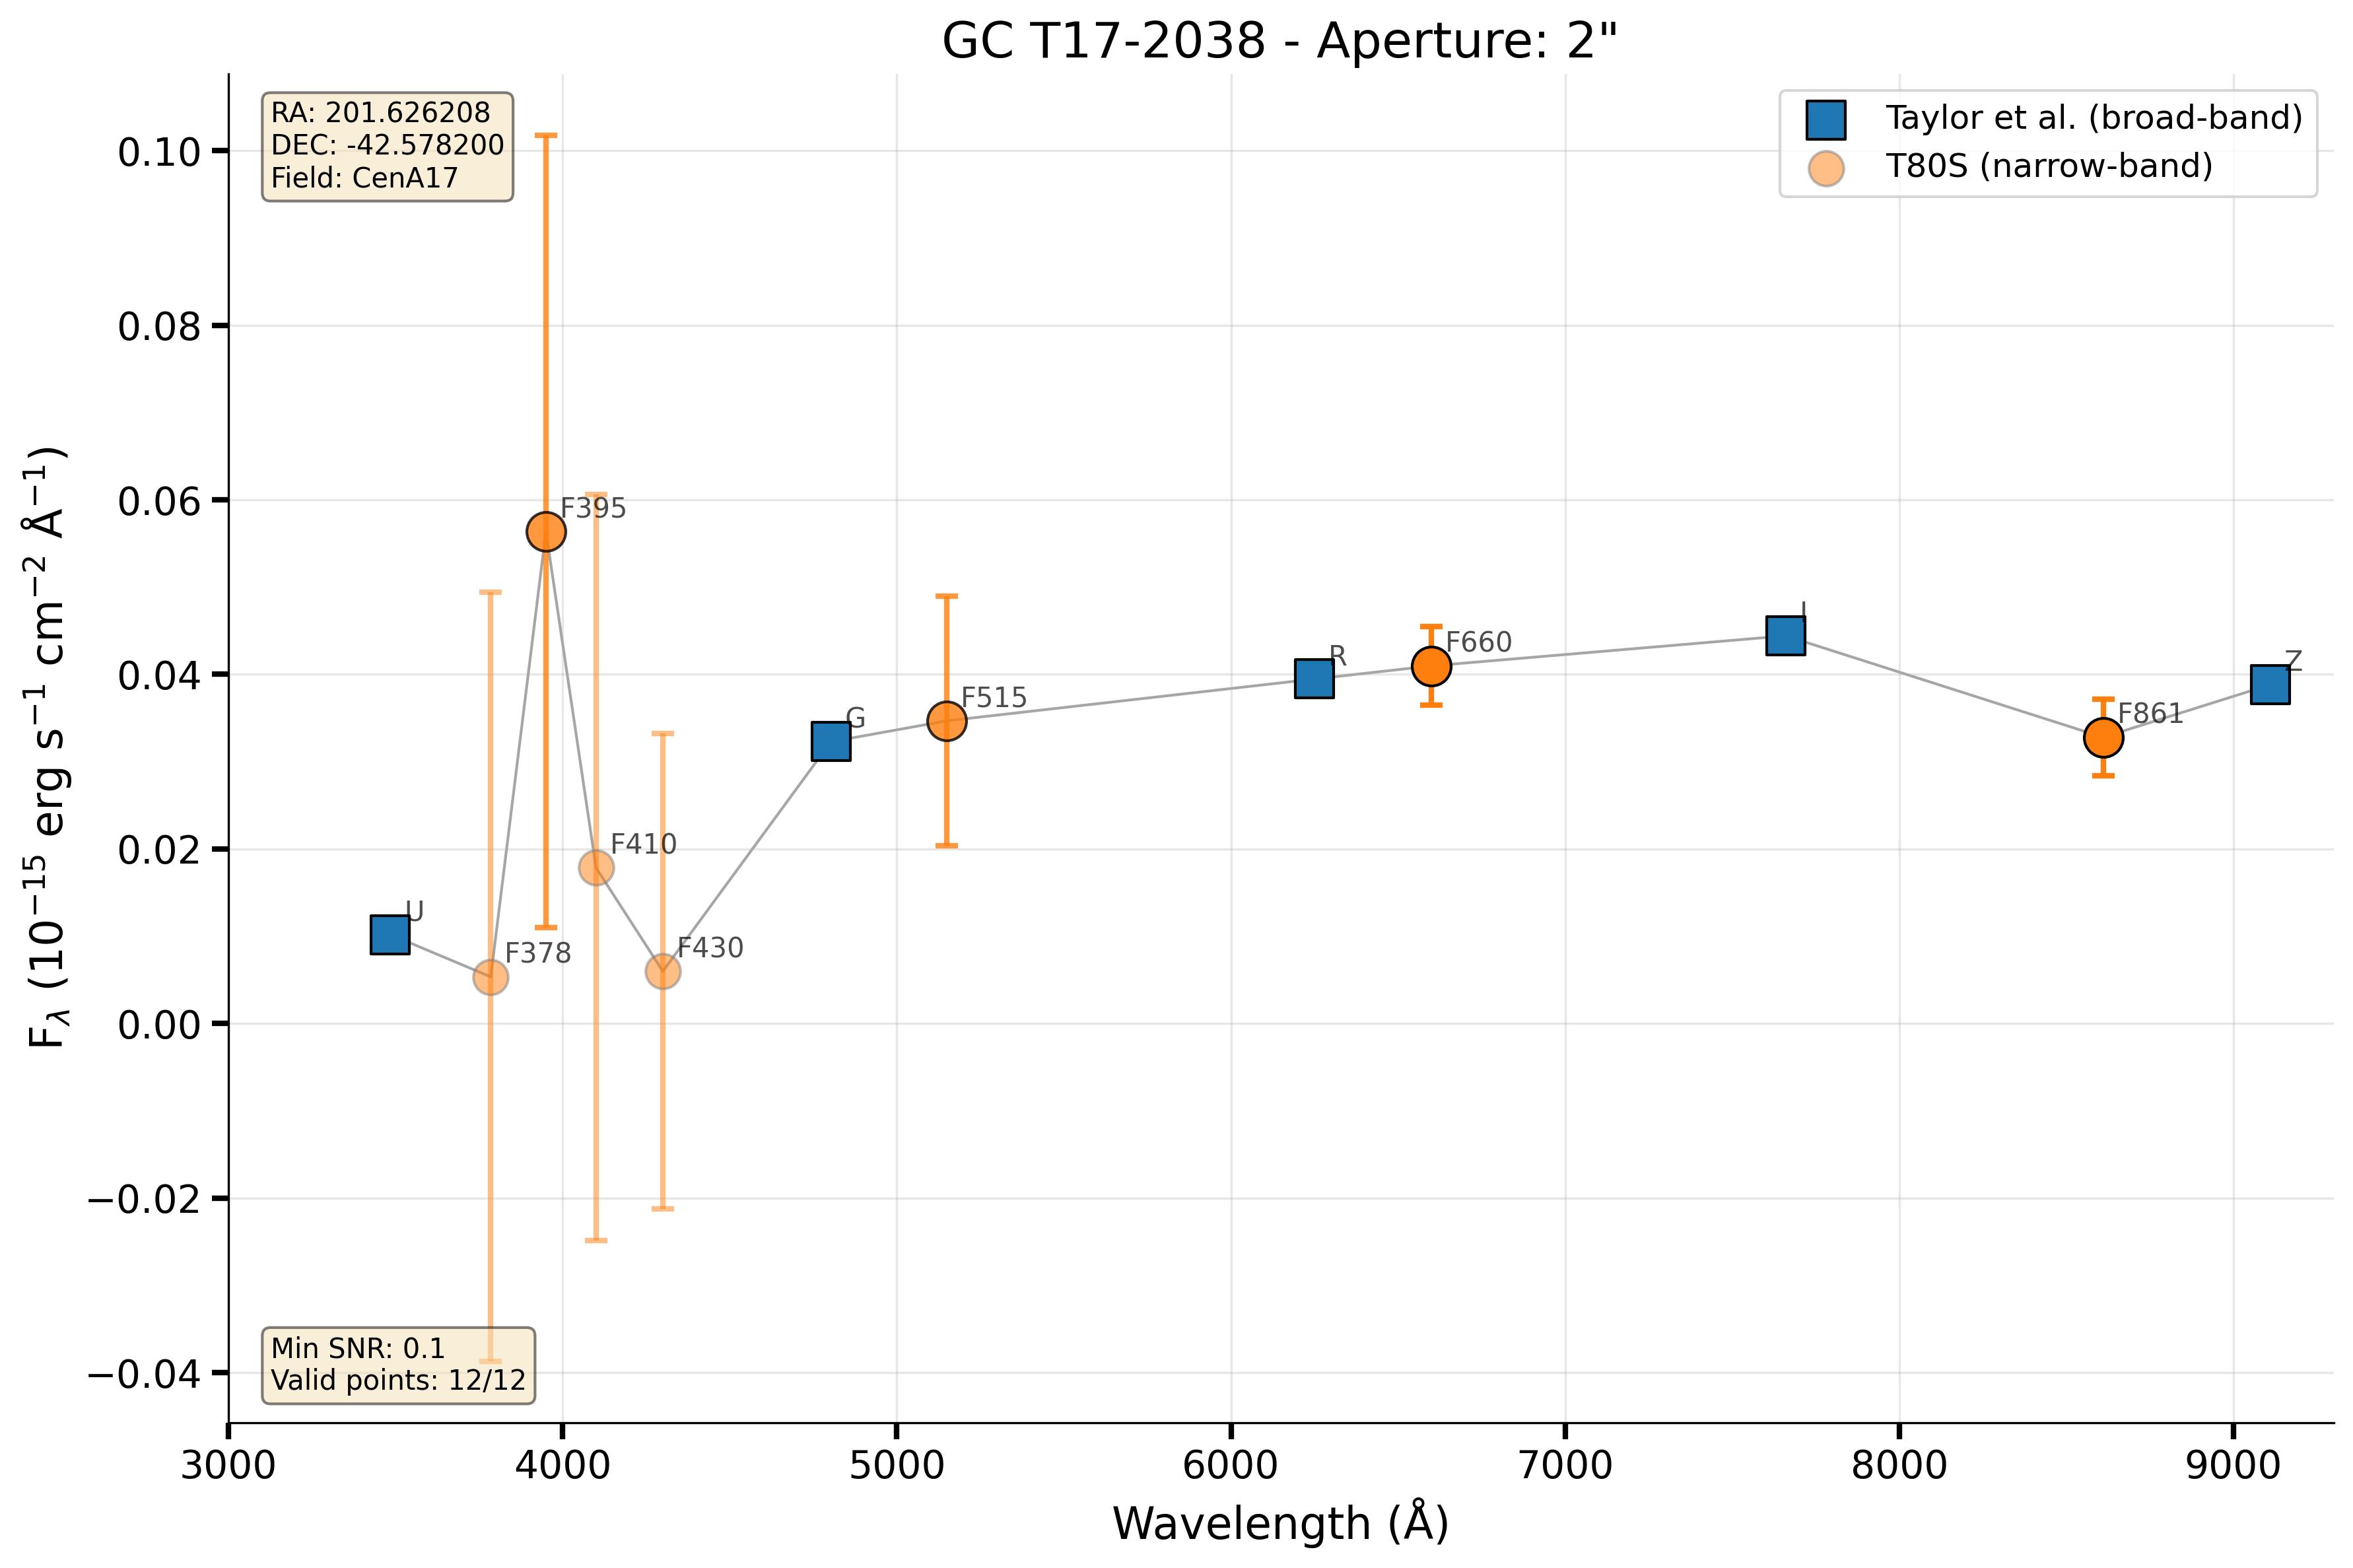 GC T17-2038 - Aperture: 2"
RA: 201.626208
DEC: -42.578200
Field: CenA17
Taylor et al. (broad-band)
T80S (narrow-band)
0.10
0.08
0.06
0.04
0.02
0.00
−0.02
−0.04
F395
F660
I
R
Z
F515
G
F861
F410
U
F378
F430
Min SNR: 0.1
Valid points: 12/12
3000 4000 5000 6000 7000 8000 9000
Wavelength (Å)
F$_{λ}$ (10$^{−15}$ erg s$^{−1}$ cm$^{−2}$ Å$^{−1}$)